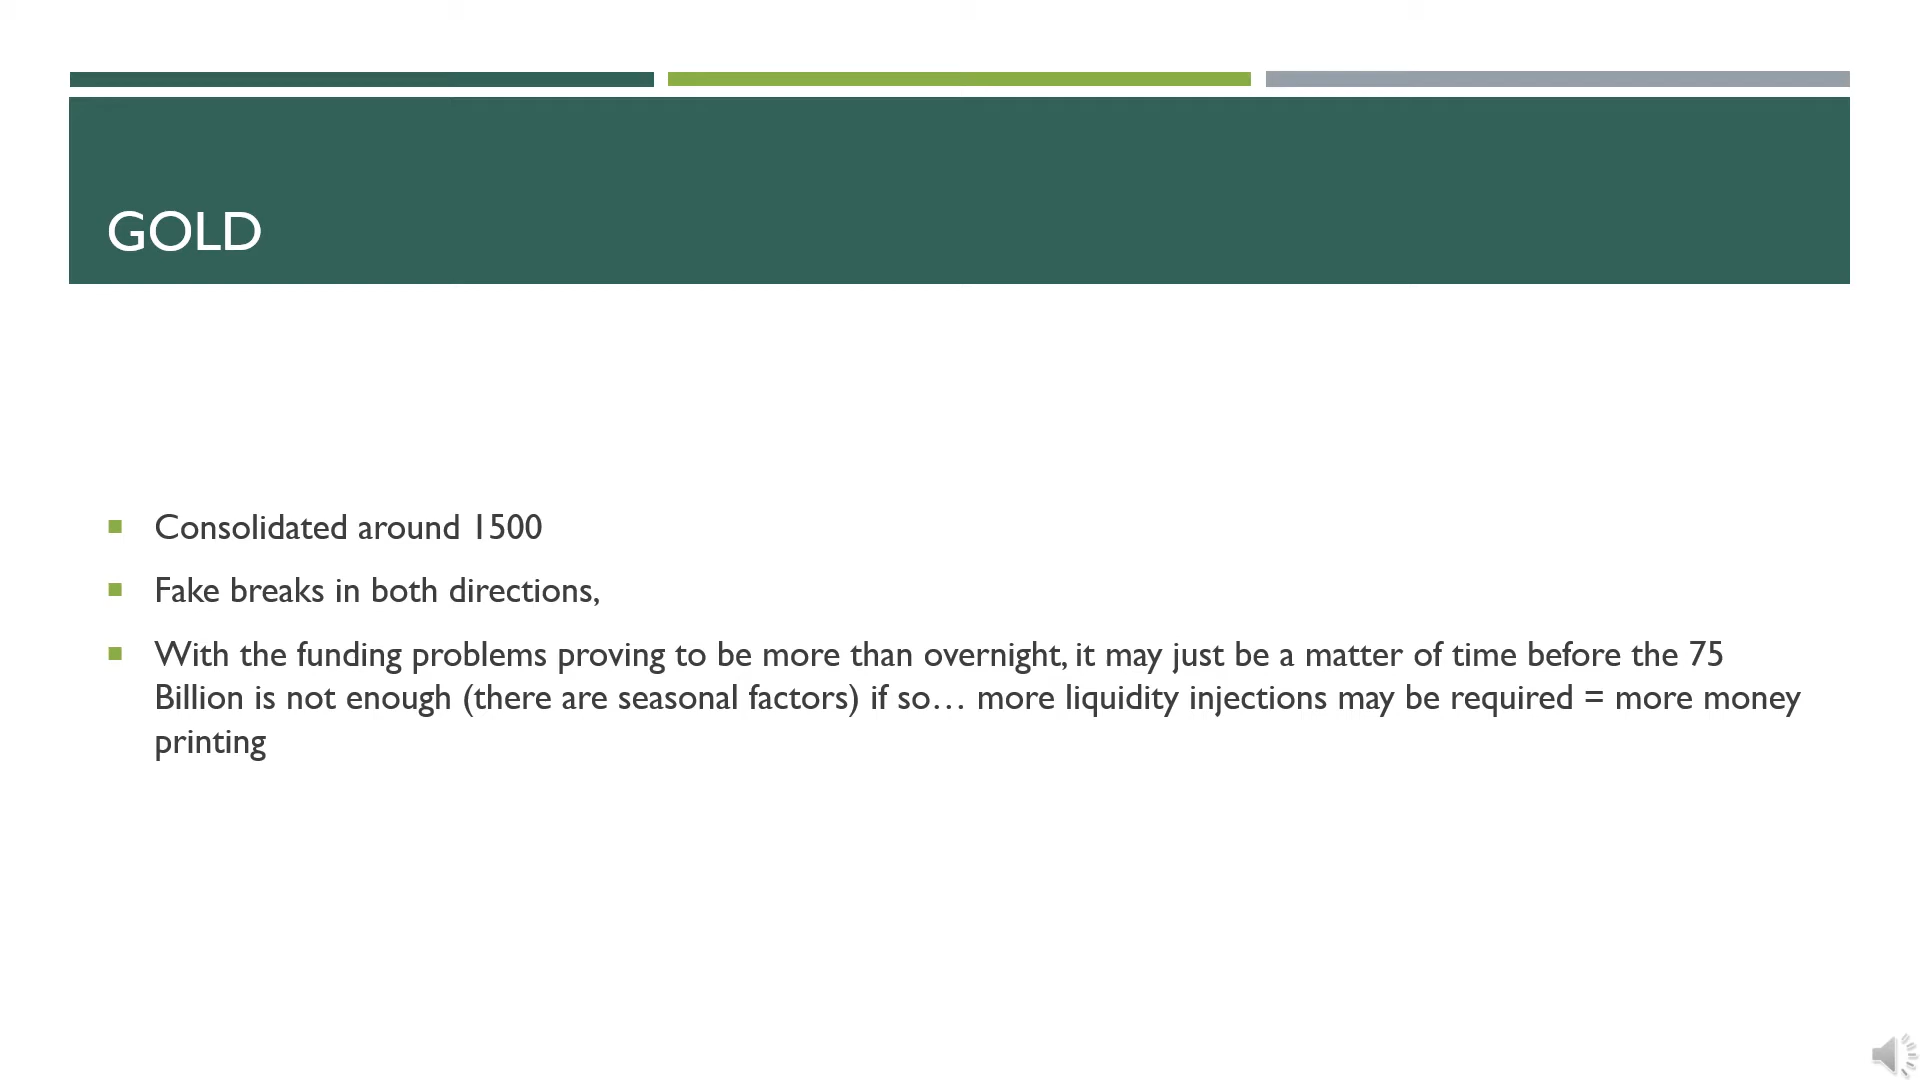 GOLD
Consolidated around 1500
Fake breaks in both directions,
With the funding problems proving to be more than overnight, it may just be a matter of time before the 75
Billion is not enough (there are seasonal factors) if so… more liquidity injections may be required = more money
printing